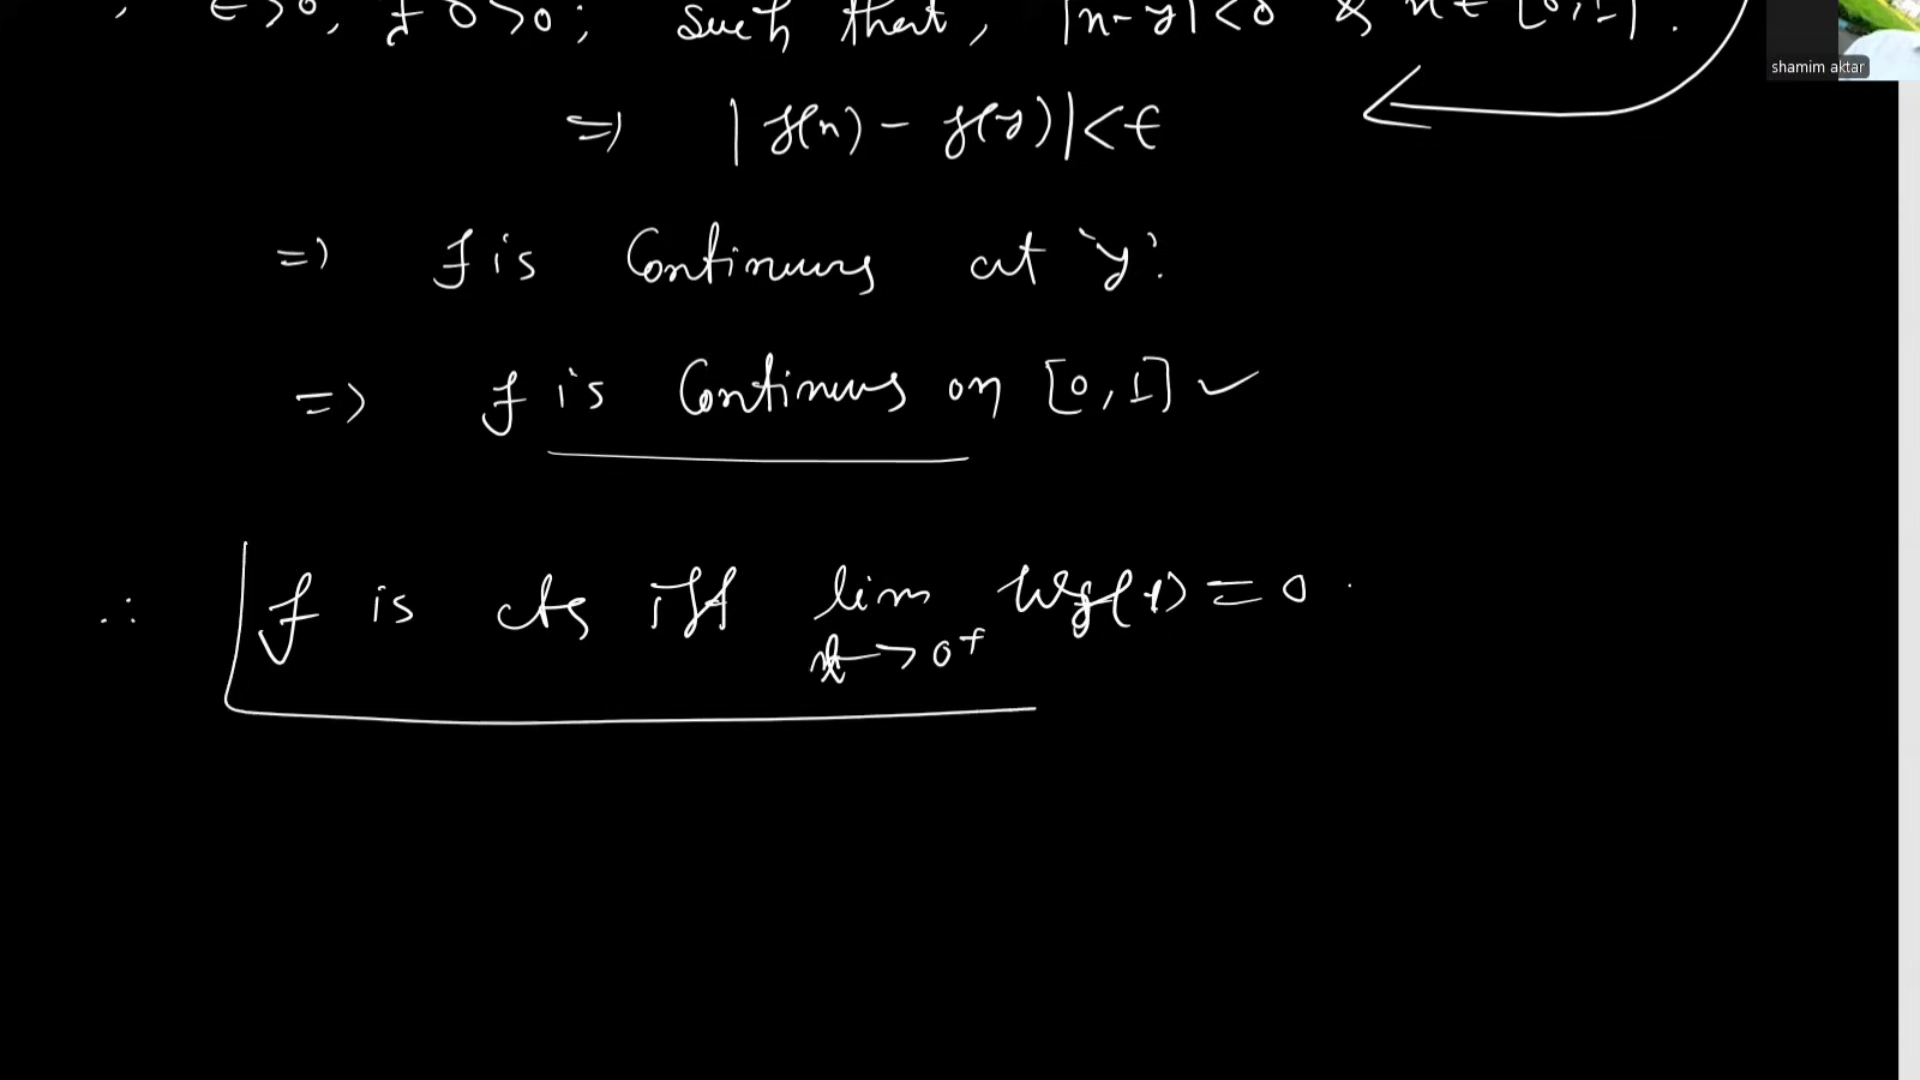 ϵ>0, ∃ δ>0; such that, |x-y|<δ & x ∈ [0,1].
shamim aktar
=> |f(x) - f(y)|<ϵ
=> f is Continuous at 'y'.
=> f is Continuous on [0,1] ✓
∴ f is cts iff lim Wf(t) = 0.
t->0+